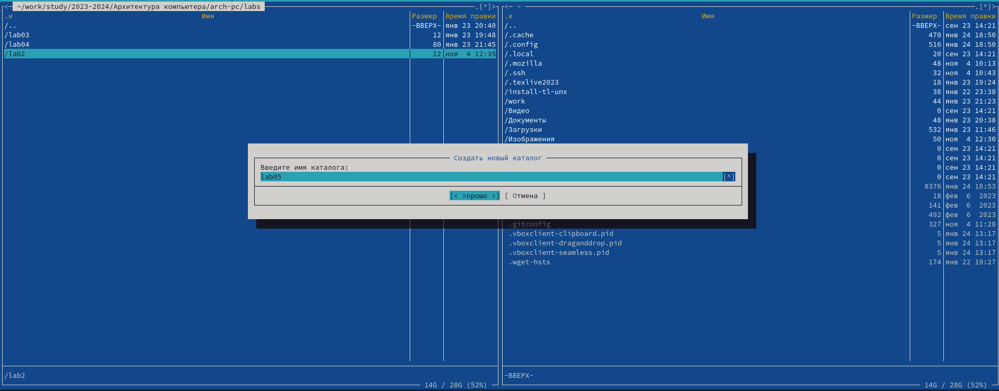 <─ ~/work/study/2023-2024/Архитектура компьютера/arch-pc/labs .[^]>
.и Имя Размер Время правки
/.. -ВВЕРХ- янв 23 20:40
/lab03 12 янв 23 19:48
/lab04 80 янв 23 21:45
/lab2 12 ноя 4 12:35
/lab2
14G / 28G (52%)
<─ ~ .[^]>
.и Имя Размер Время правки
/.. -ВВЕРХ- сен 23 14:21
/.cache 470 янв 24 18:50
/.config 516 янв 24 18:50
/.local 20 сен 23 14:21
/.mozilla 48 ноя 4 10:13
/.ssh 32 ноя 4 10:43
/.texlive2023 18 янв 23 19:24
/install-tl-unx 38 янв 22 23:38
/work 44 янв 23 21:23
/Видео 0 сен 23 14:21
/Документы 48 янв 23 20:38
/Загрузки 532 янв 23 11:46
/Изображения 50 ноя 4 12:30
0 сен 23 14:21
0 сен 23 14:21
0 сен 23 14:21
0 сен 23 14:21
8376 янв 24 18:53
18 фев 6 2023
141 фев 6 2023
492 фев 6 2023
.gitconfig 327 ноя 4 11:28
.vboxclient-clipboard.pid 5 янв 24 13:17
.vboxclient-draganddrop.pid 5 янв 24 13:17
.vboxclient-seamless.pid 5 янв 24 13:17
.wget-hsts 174 янв 22 19:27
-ВВЕРХ-
14G / 28G (52%)
Создать новый каталог
Введите имя каталога:
lab05 [^]
[< Хорошо >] [ Отмена ]